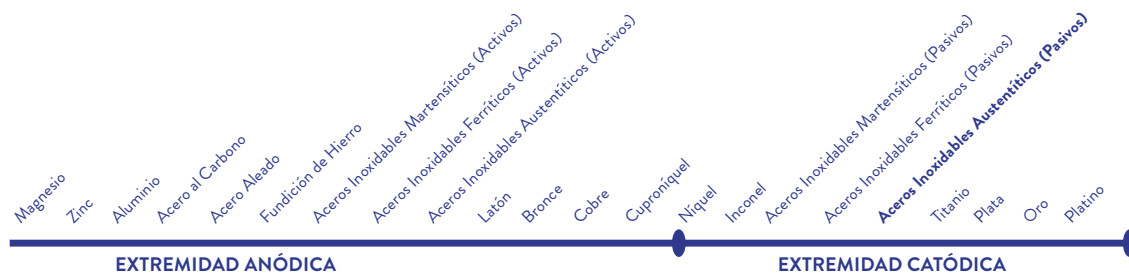 Magnesio
Zinc
Aluminio
Acero al Carbono
Acero Aleado
Fundición de Hierro
Aceros Inoxidables Martensíticos (Activos)
Aceros Inoxidables Ferríticos (Activos)
Aceros Inoxidables Austentíticos (Activos)
Latón
Bronce
Cobre
Cuproníquel
Níquel
Inconel
Aceros Inoxidables Martensíticos (Pasivos)
Aceros Inoxidables Ferríticos (Pasivos)
Aceros Inoxidables Austentíticos (Pasivos)
Titanio
Plata
Oro
Platino
EXTREMIDAD ANÓDICA
EXTREMIDAD CATÓDICA